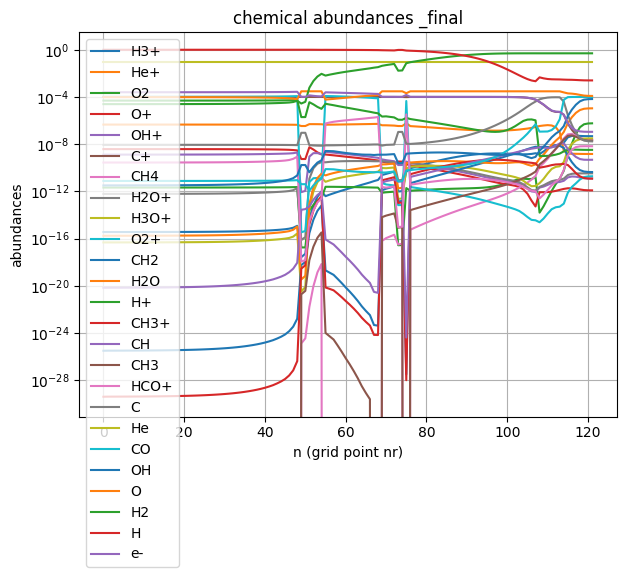 chemical abundances _final
abundances
10⁰
10⁻⁴
10⁻⁸
10⁻¹²
10⁻¹⁶
10⁻²⁰
10⁻²⁴
10⁻²⁸
H3+
He+
O2
O+
OH+
C+
CH4
H2O+
H3O+
O2+
CH2
H2O
H+
CH3+
CH
CH3
HCO+
C
He
CO
OH
O
H2
H
e-
0 20 40 60 80 100 120
n (grid point nr)